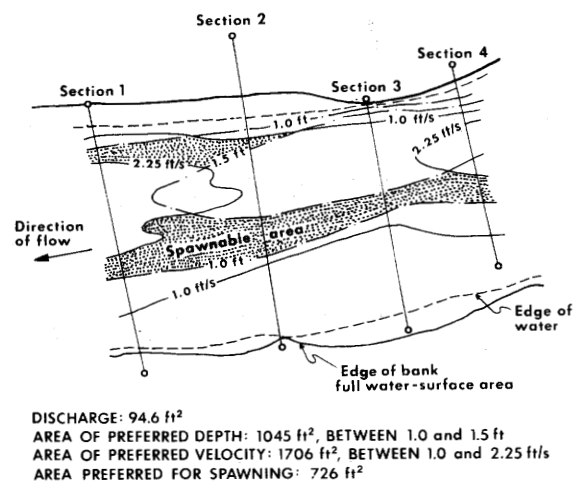 Section 2
Section 4
Section 1
Section 3
1.0 ft
1.0 ft/s
2.25 ft/s
2.25 ft/s
1.5 ft
Direction
of flow
Spawnable area
1.0 ft
1.0 ft/s
Edge of
water
Edge of bank
full water-surface area
DISCHARGE: 94.6 ft²
AREA OF PREFERRED DEPTH: 1045 ft², BETWEEN 1.0 and 1.5 ft
AREA OF PREFERRED VELOCITY: 1706 ft², BETWEEN 1.0 and 2.25 ft/s
AREA PREFERRED FOR SPAWNING: 726 ft²